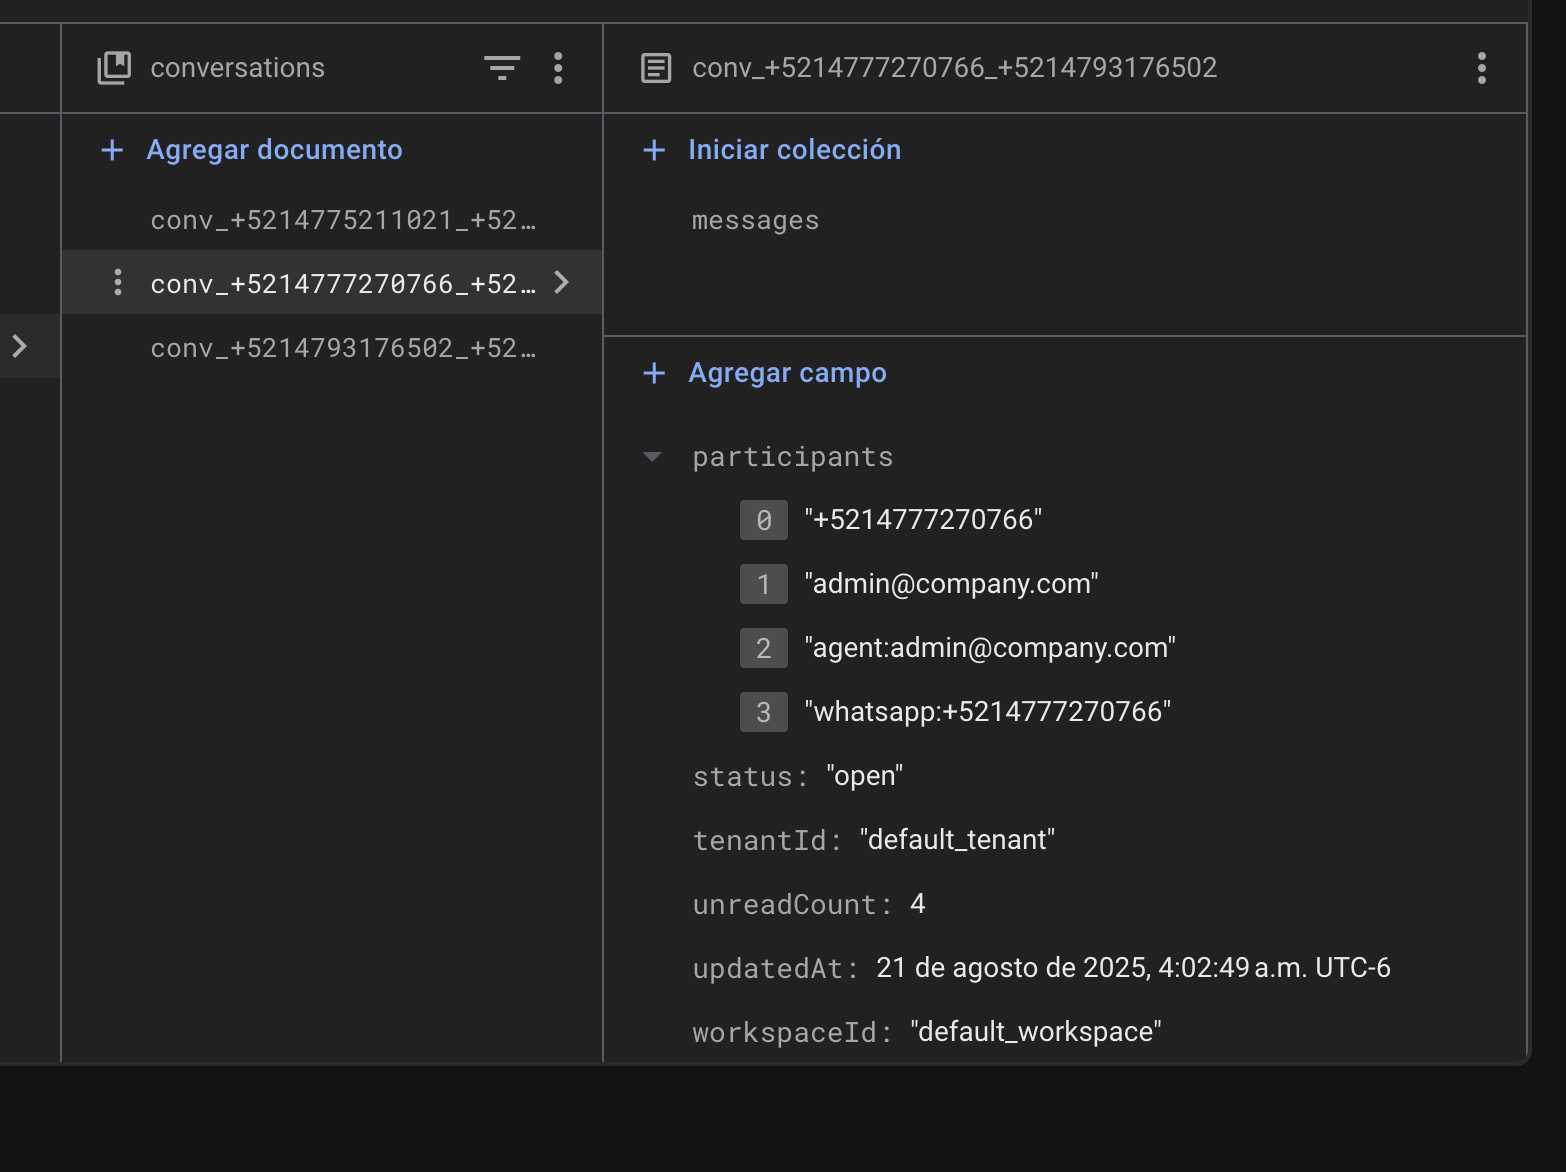 conversations
Agregar documento
conv_+5214775211021_+52…
conv_+5214777270766_+52…
conv_+5214793176502_+52…
conv_+5214777270766_+5214793176502
Iniciar colección
messages
Agregar campo
participants
0 "+5214777270766"
1 "admin@company.com"
2 "agent:admin@company.com"
3 "whatsapp:+5214777270766"
status: "open"
tenantId: "default_tenant"
unreadCount: 4
updatedAt: 21 de agosto de 2025, 4:02:49 a.m. UTC-6
workspaceId: "default_workspace"